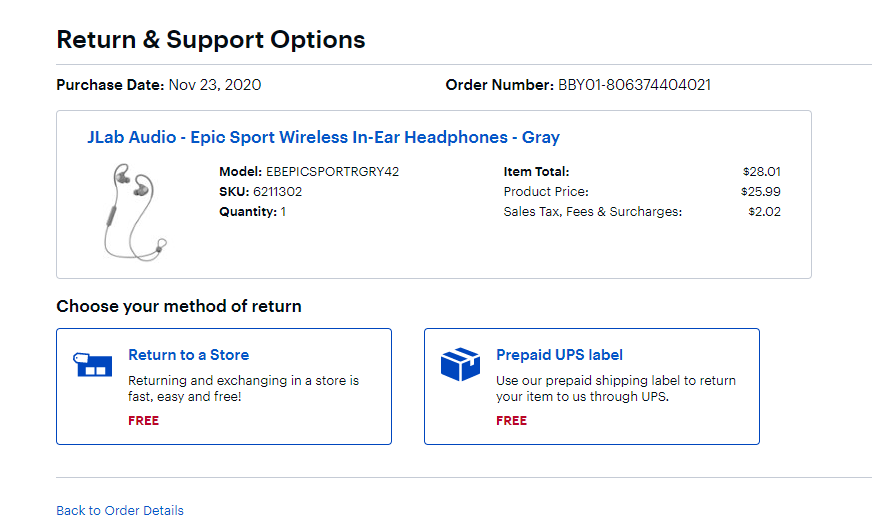 Return & Support Options
Purchase Date: Nov 23, 2020
Order Number: BBY01-806374404021
JLab Audio - Epic Sport Wireless In-Ear Headphones - Gray
Model: EBEPICSPORTRGRY42
SKU: 6211302
Quantity: 1
Item Total: $28.01
Product Price: $25.99
Sales Tax, Fees & Surcharges: $2.02
Choose your method of return
Return to a Store
Returning and exchanging in a store is
fast, easy and free!
FREE
Prepaid UPS label
Use our prepaid shipping label to return
your item to us through UPS.
FREE
Back to Order Details